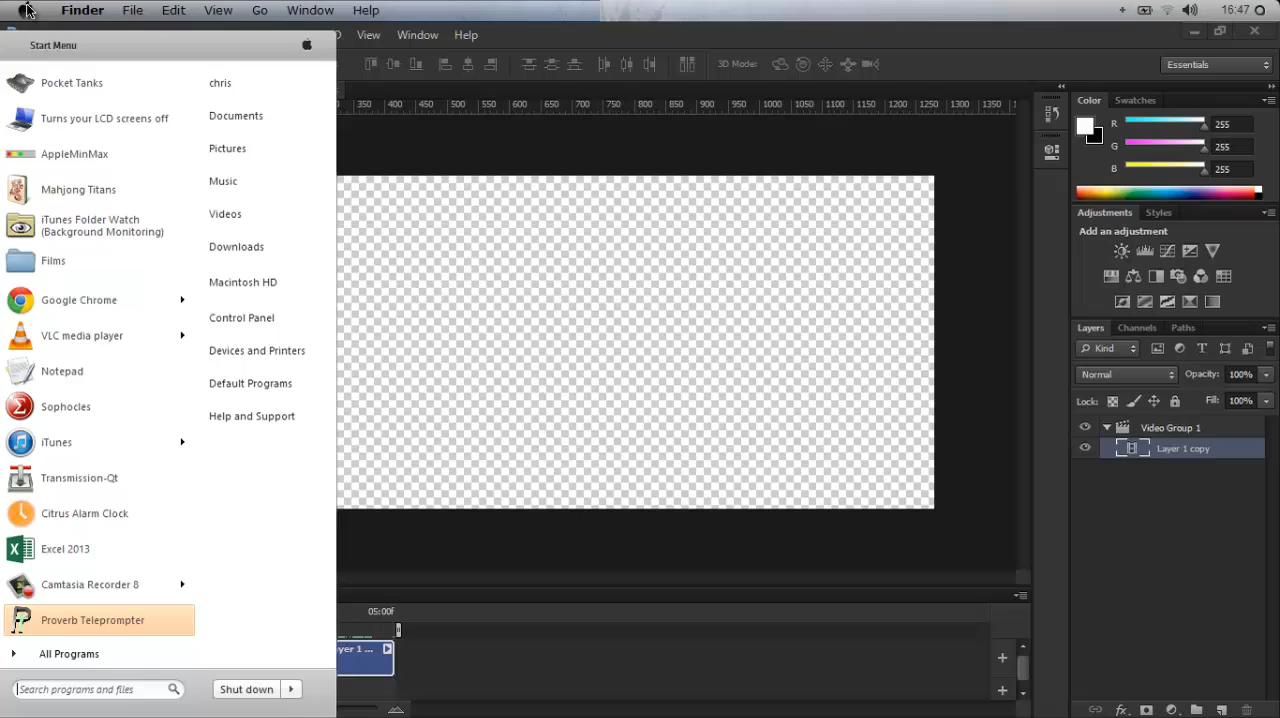 Finder File Edit View Go Window Help 16:47
View Window Help
Start Menu
3D Mode: Essentials
Pocket Tanks
Turns your LCD screens off
AppleMinMax
Mahjong Titans
iTunes Folder Watch
(Background Monitoring)
Films
Google Chrome
VLC media player
Notepad
Sophocles
iTunes
Transmission-Qt
Citrus Alarm Clock
Excel 2013
Camtasia Recorder 8
Proverb Teleprompter
All Programs
Search programs and files
Shut down
chris
Documents
Pictures
Music
Videos
Downloads
Macintosh HD
Control Panel
Devices and Printers
Default Programs
Help and Support
350 400 450 500 550 600 650 700 750 800 850 900 950 1000 1050 1100 1150 1200 1250 1300 1350
Color Swatches
R 255
G 255
B 255
Adjustments Styles
Add an adjustment
Layers Channels Paths
Kind
Normal Opacity: 100%
Lock: Fill: 100%
Video Group 1
Layer 1 copy
05:00f
ayer 1 ...
fx